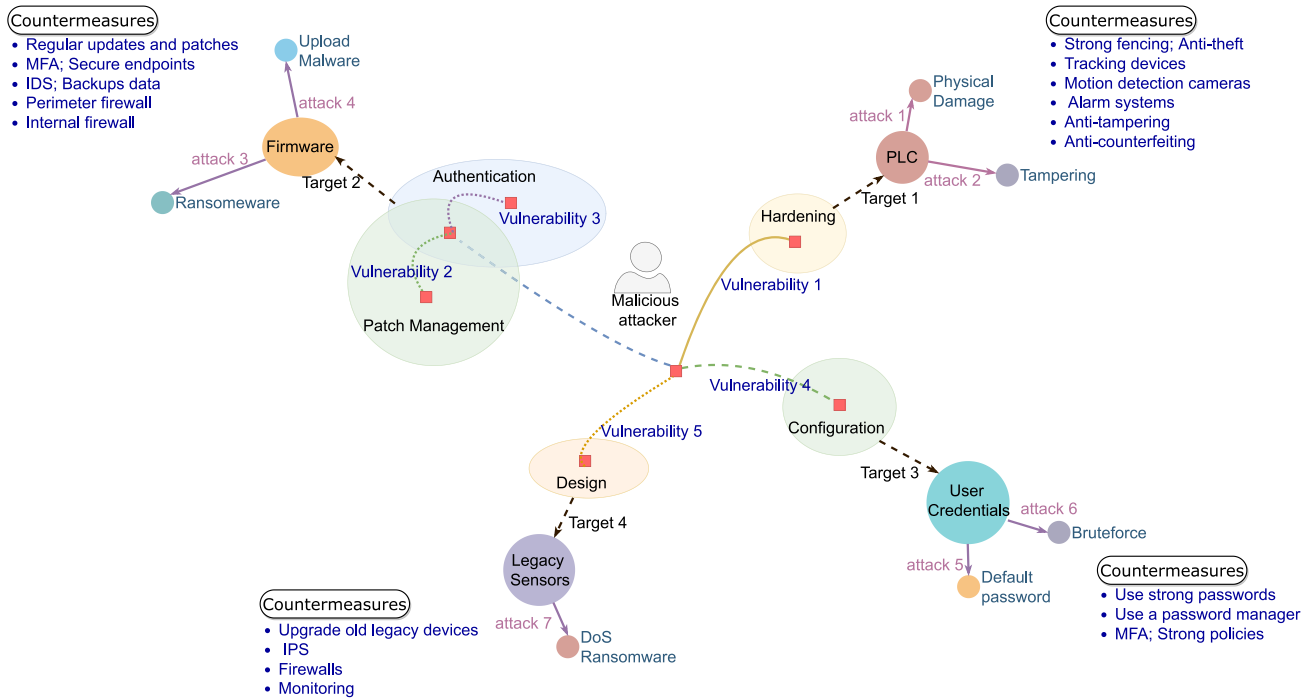 Countermeasures
Regular updates and patches
MFA; Secure endpoints
IDS; Backups data
Perimeter firewall
Internal firewall
Upload
Malware
attack 4
Firmware
attack 3
Ransomeware
Target 2
Authentication
Vulnerability 3
Vulnerability 2
Patch Management
Malicious
attacker
Countermeasures
Strong fencing; Anti-theft
Tracking devices
Motion detection cameras
Alarm systems
Anti-tampering
Anti-counterfeiting
Physical
Damage
attack 1
PLC
attack 2
Tampering
Target 1
Hardening
Vulnerability 1
Vulnerability 4
Configuration
Target 3
User
Credentials
attack 6
Bruteforce
attack 5
Default
password
Countermeasures
Use strong passwords
Use a password manager
MFA; Strong policies
Vulnerability 5
Design
Target 4
Legacy
Sensors
attack 7
DoS
Ransomware
Countermeasures
Upgrade old legacy devices
IPS
Firewalls
Monitoring